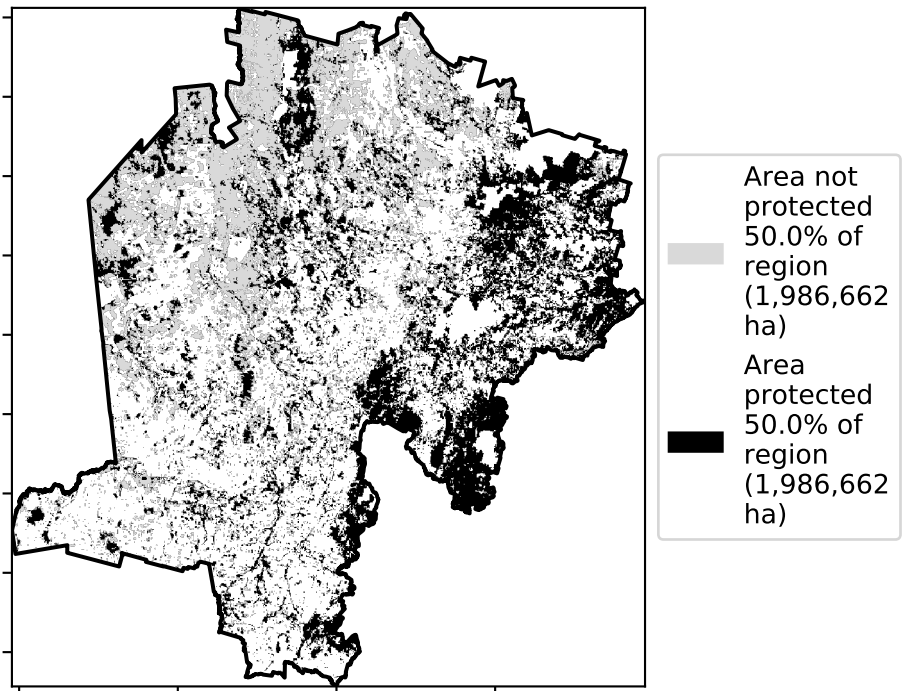 Area not
protected
50.0% of
region
(1,986,662
ha)
Area
protected
50.0% of
region
(1,986,662
ha)